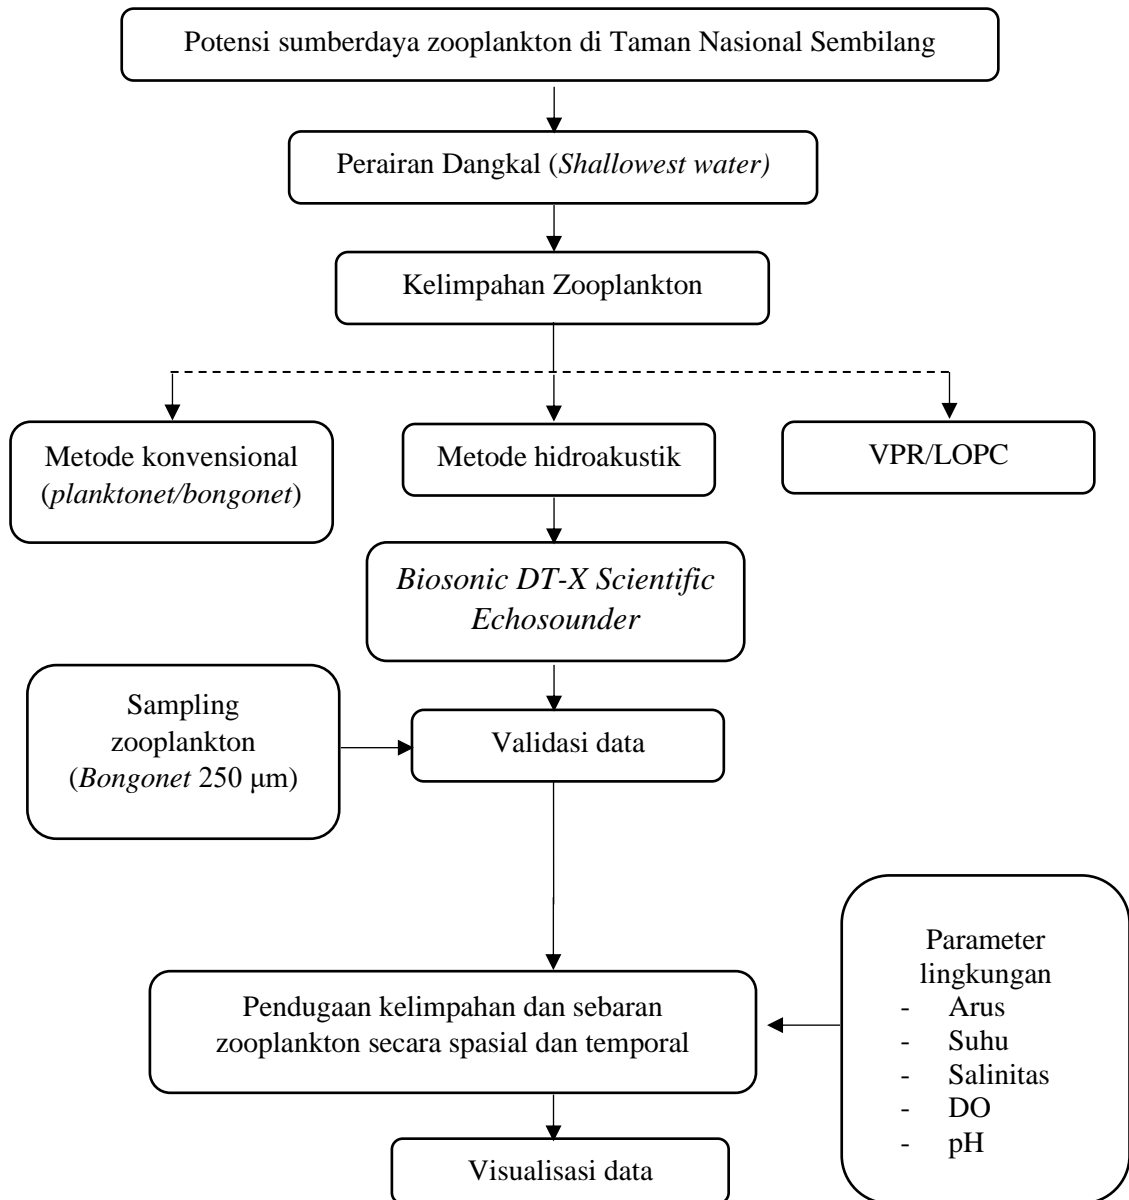 Potensi sumberdaya zooplankton di Taman Nasional Sembilang
Perairan Dangkal (Shallowest water)
Kelimpahan Zooplankton
Metode konvensional
(planktonet/bongonet)
Metode hidroakustik
VPR/LOPC
Biosonic DT-X Scientific
Echosounder
Sampling
zooplankton
(Bongonet 250 μm)
Validasi data
Parameter
lingkungan
- Arus
- Suhu
- Salinitas
- DO
- pH
Pendugaan kelimpahan dan sebaran
zooplankton secara spasial dan temporal
Visualisasi data